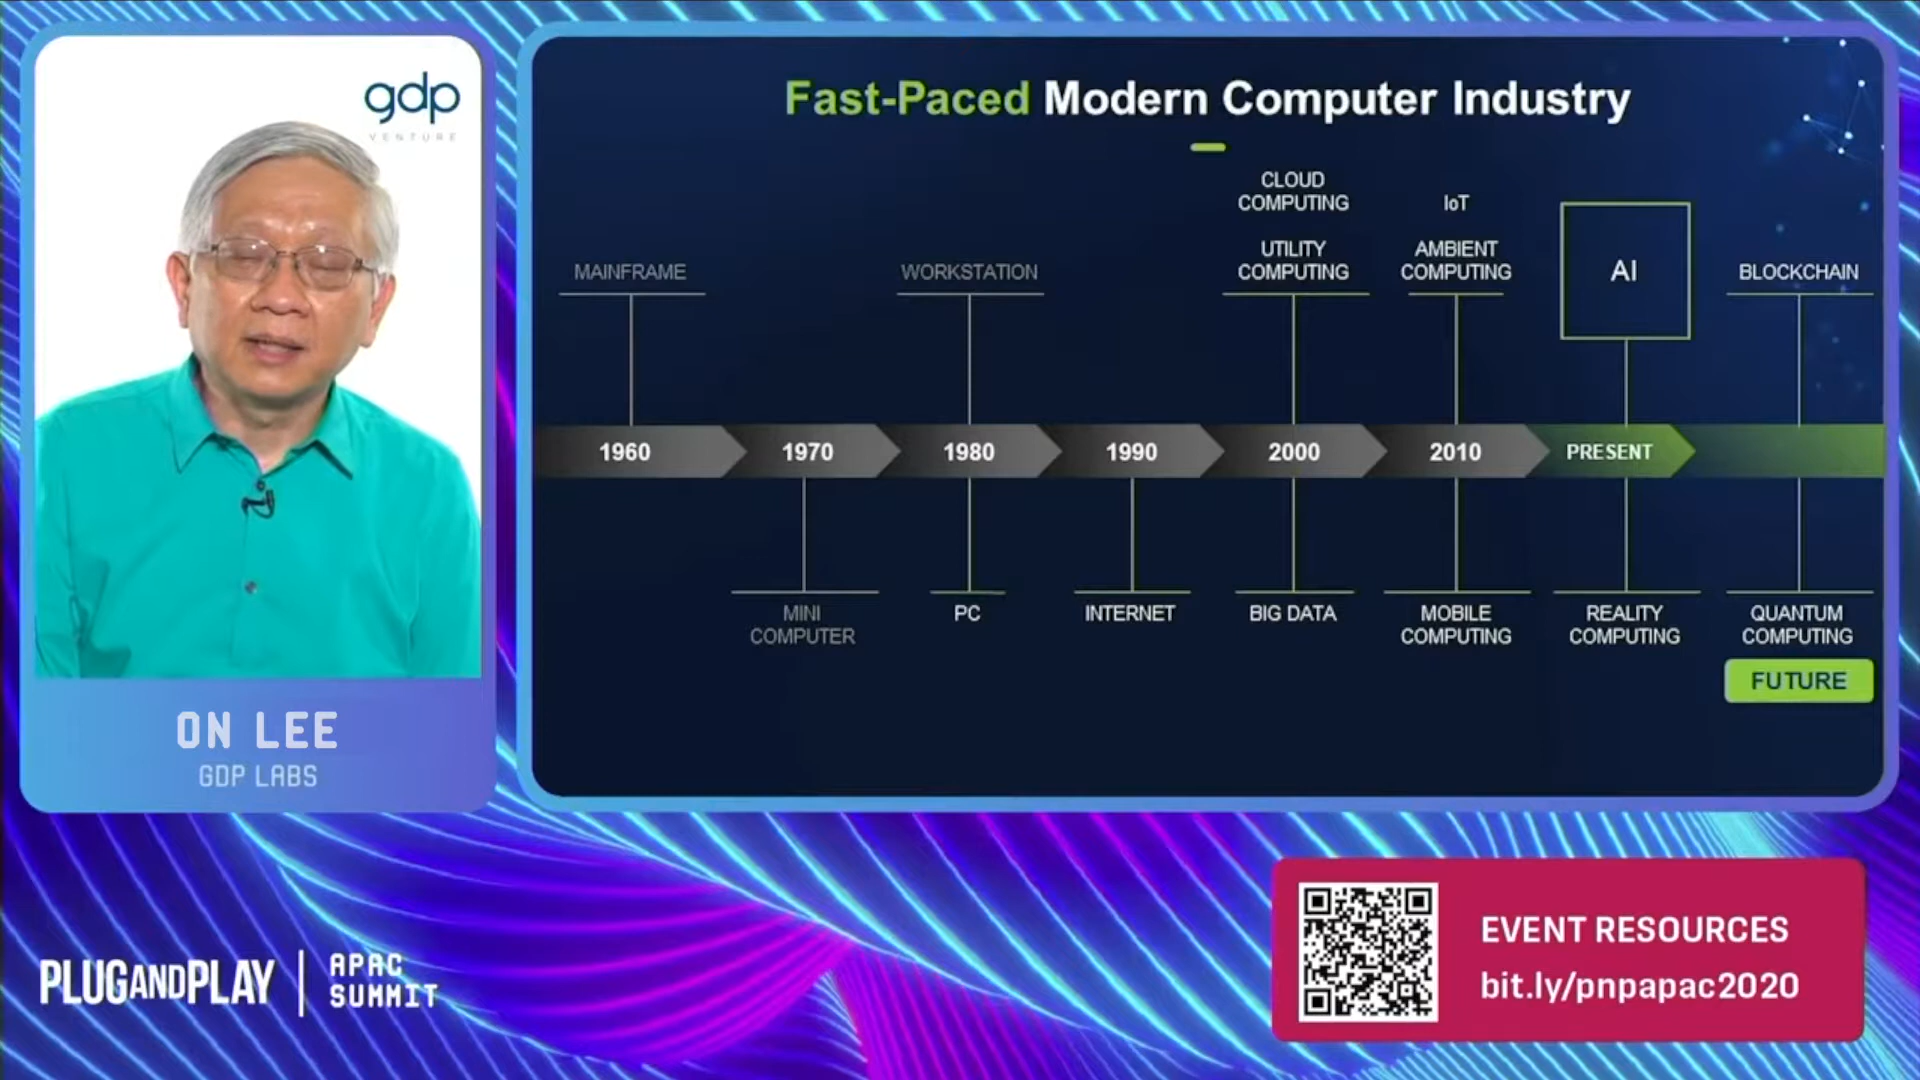 gdp
VENTURE
ON LEE
GDP LABS
Fast-Paced Modern Computer Industry
CLOUD
COMPUTING
IoT
UTILITY
COMPUTING
AMBIENT
COMPUTING
MAINFRAME
WORKSTATION
AI
BLOCKCHAIN
1960
1970
1980
1990
2000
2010
PRESENT
MINI
COMPUTER
PC
INTERNET
BIG DATA
MOBILE
COMPUTING
REALITY
COMPUTING
QUANTUM
COMPUTING
FUTURE
PLUGANDPLAY
APAC
SUMMIT
EVENT RESOURCES
bit.ly/pnpapac2020